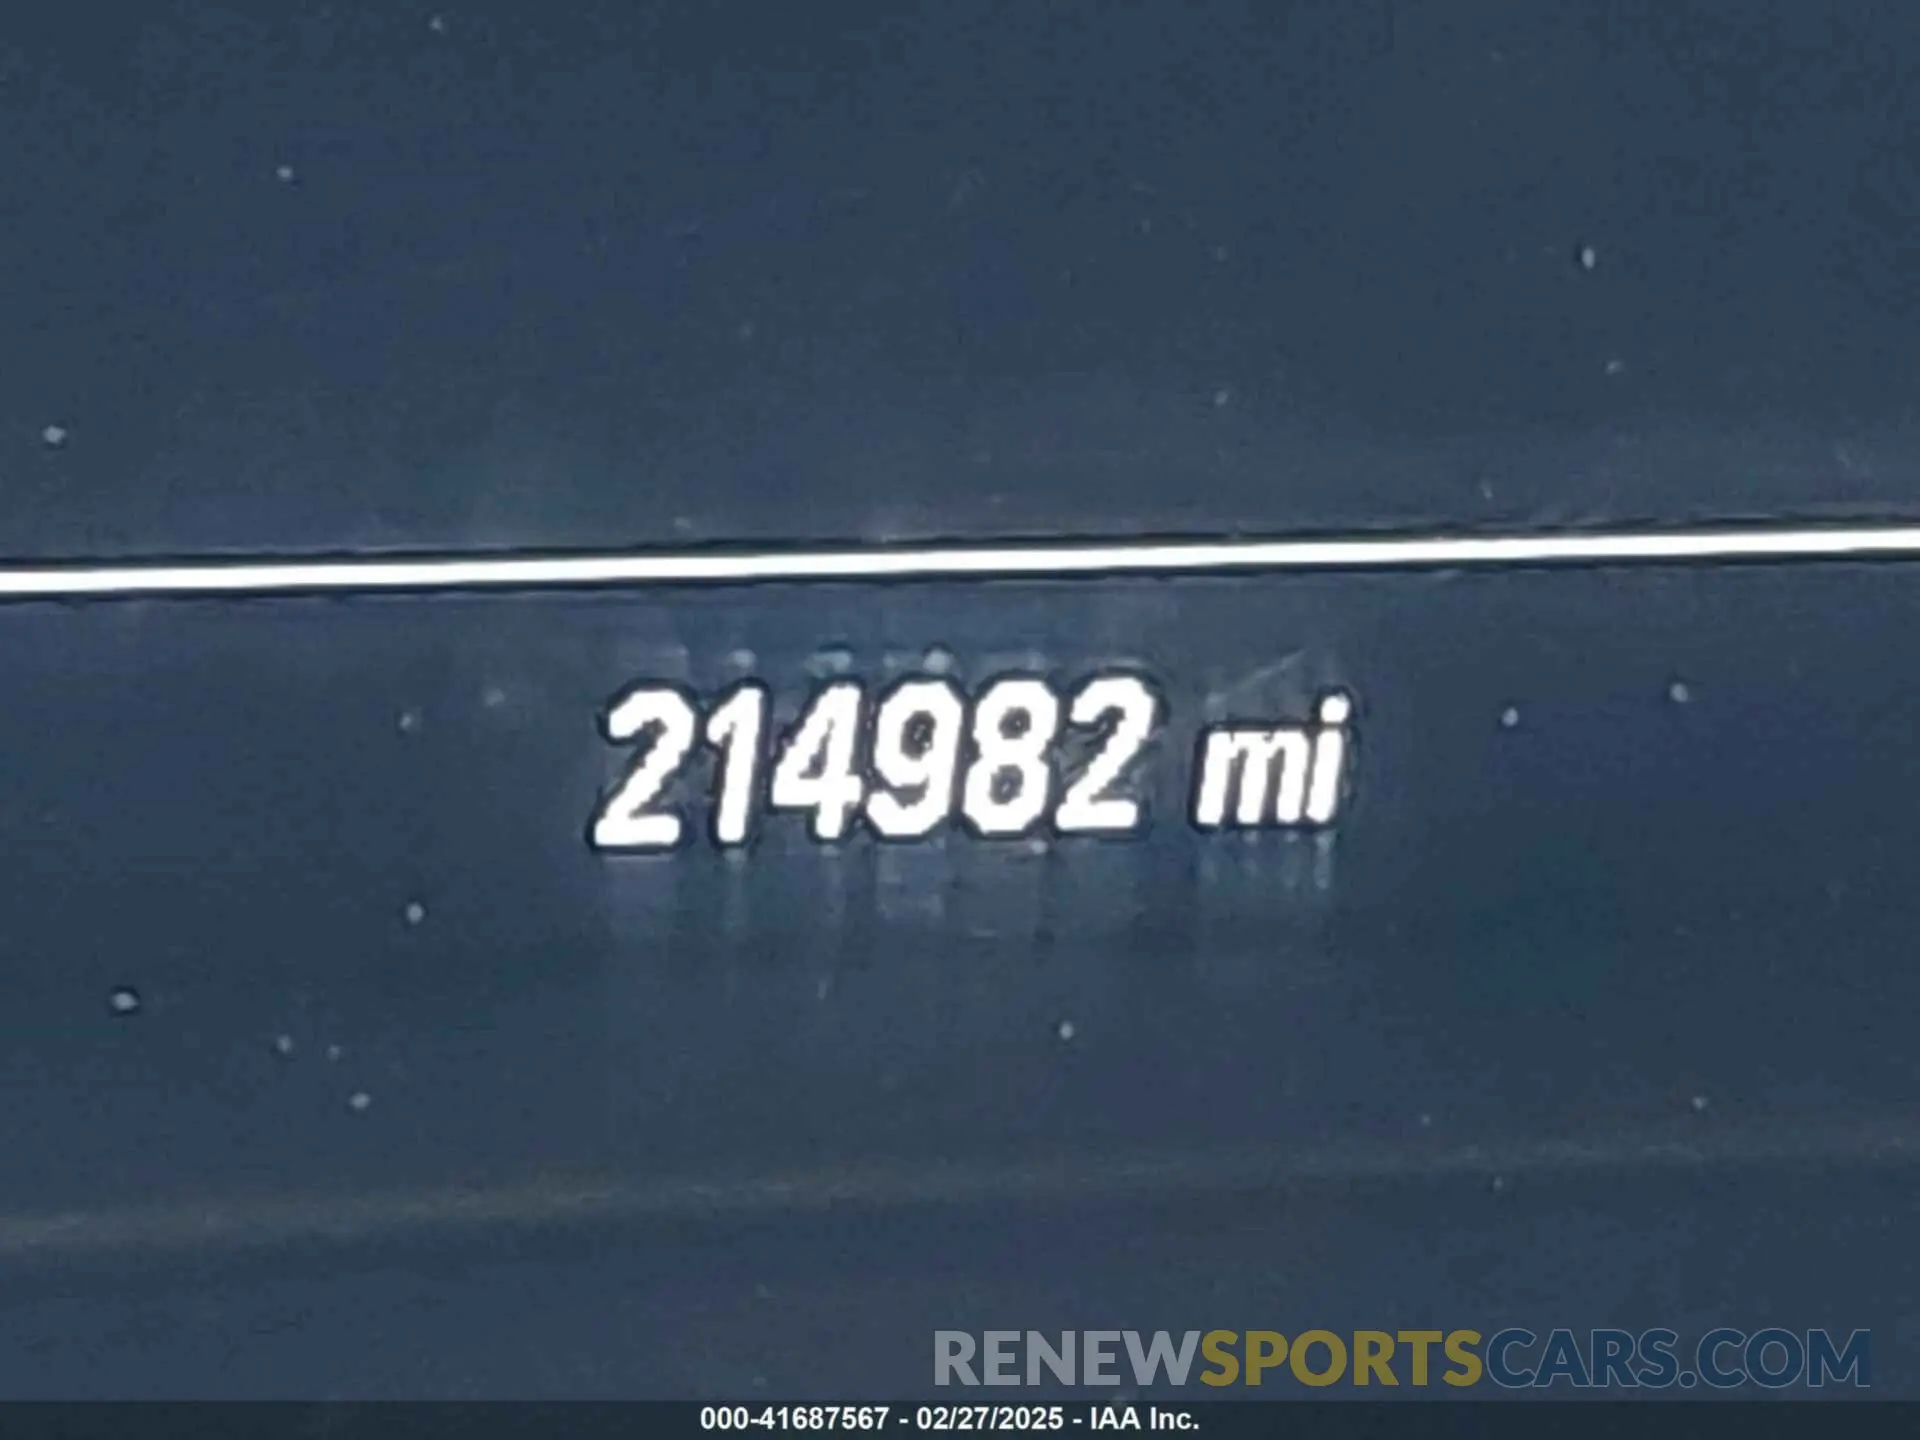 214982 mi
RENEWSPORTSCARS.COM
000-41687567 - 02/27/2025 - IAA Inc.